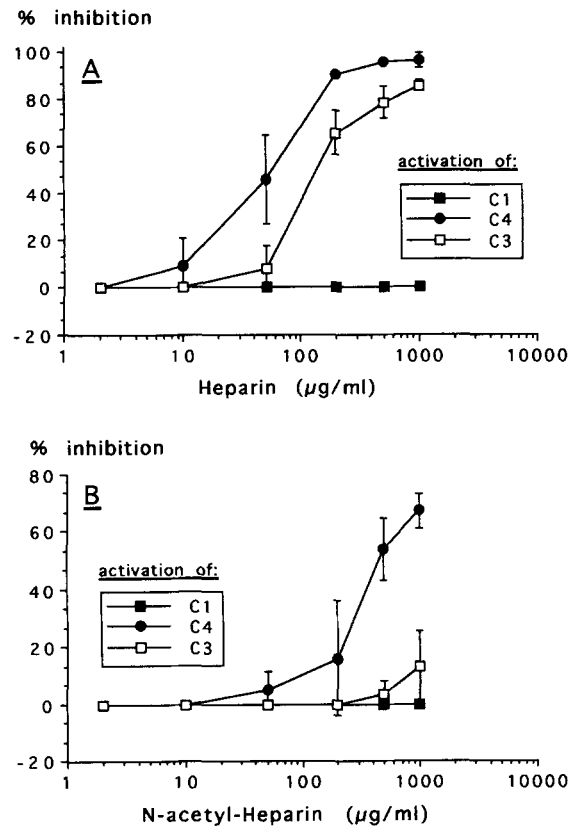 % inhibition
A
100
80
60
40
20
0
-20
activation of:
C1
C4
C3
1 10 100 1000 10000
Heparin (µg/ml)
% inhibition
B
80
60
40
20
0
-20
activation of:
C1
C4
C3
1 10 100 1000 10000
N-acetyl-Heparin (µg/ml)